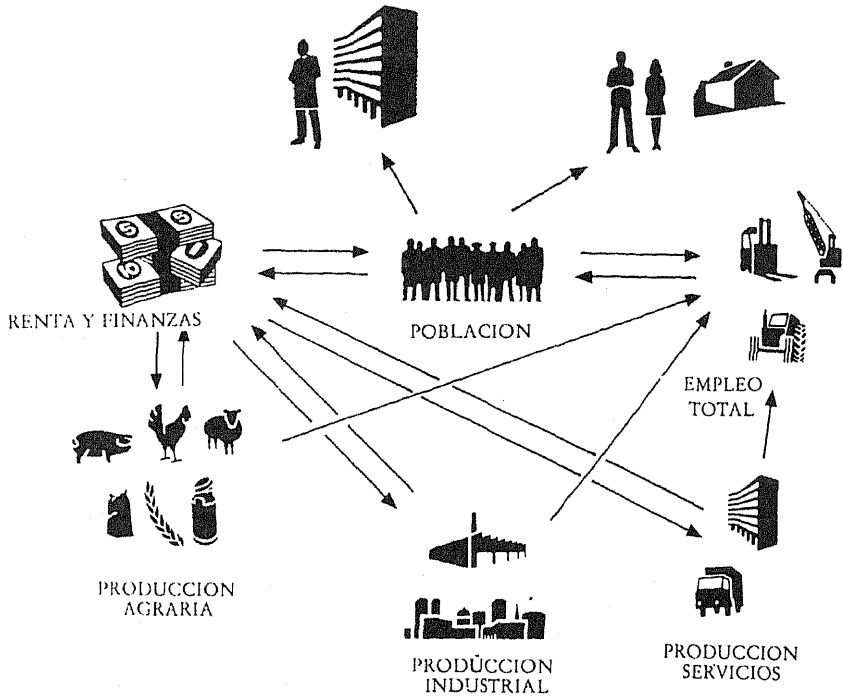 RENTA Y FINANZAS
POBLACION
EMPLEO
TOTAL
PRODUCCION
AGRARIA
PRODUCCION
INDUSTRIAL
PRODUCCION
SERVICIOS